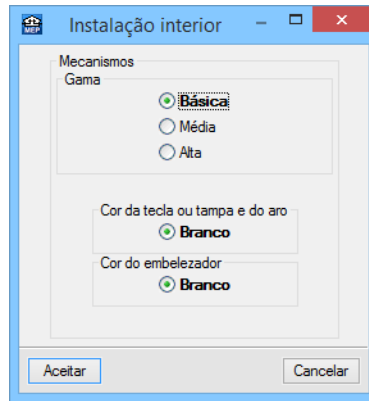 MEP
Instalação interior
Mecanismos
Gama
Básica
Média
Alta
Cor da tecla ou tampa e do aro
Branco
Cor do embelezador
Branco
Aceitar
Cancelar